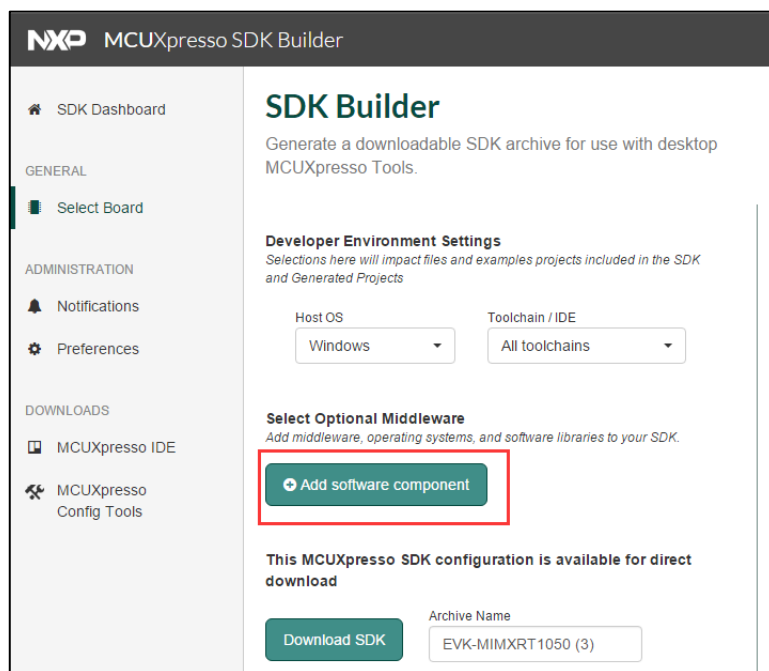 NXP MCUXpresso SDK Builder
SDK Dashboard
GENERAL
Select Board
ADMINISTRATION
Notifications
Preferences
DOWNLOADS
MCUXpresso IDE
MCUXpresso
Config Tools
SDK Builder
Generate a downloadable SDK archive for use with desktop
MCUXpresso Tools.
Developer Environment Settings
Selections here will impact files and examples projects included in the SDK
and Generated Projects
Host OS
Windows
Toolchain / IDE
All toolchains
Select Optional Middleware
Add middleware, operating systems, and software libraries to your SDK.
Add software component
This MCUXpresso SDK configuration is available for direct
download
Download SDK
Archive Name
EVK-MIMXRT1050 (3)